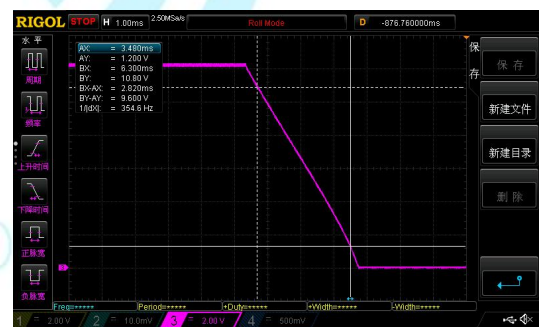 RIGOL STOP H 1.00ms 2.50MSa/s Roll Mode D -876.760000ms
水平
周期
频率
上升时间
下降时间
正脉宽
负脉宽
AX: = 3.480ms
AY: = 1.200 V
BX: = 6.300ms
BY: = 10.80 V
BX-AX: = 2.820ms
BY-AY: = 9.600 V
1/|dX|: = 354.6 Hz
保存
保存
新建文件
新建目录
删除
Freq=***** Period=***** +Duty=***** +Width=***** -Width=*****
1 = 2.00 V 2 = 10.0mV 3 = 2.00 V 4 = 500mV